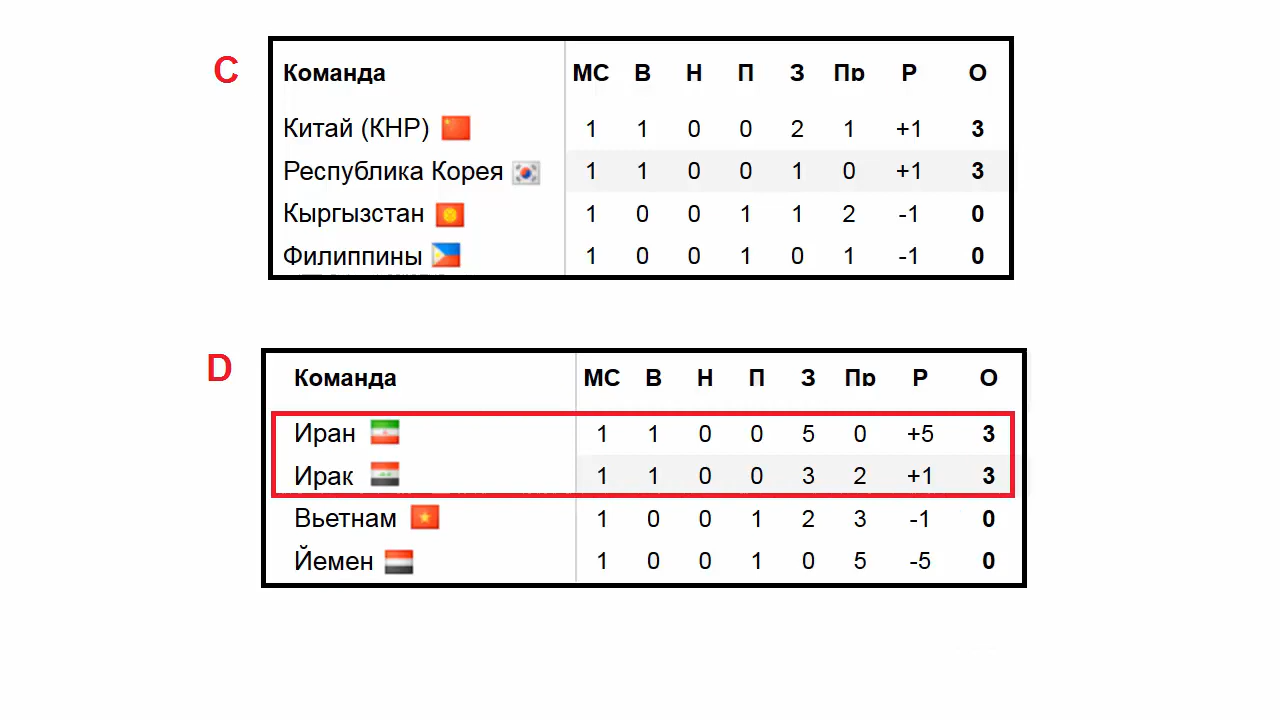 C
Команда МС В Н П З Пр Р О
Китай (КНР) 1 1 0 0 2 1 +1 3
Республика Корея 1 1 0 0 1 0 +1 3
Кыргызстан 1 0 0 1 1 2 -1 0
Филиппины 1 0 0 1 0 1 -1 0
D
Команда МС В Н П З Пр Р О
Иран 1 1 0 0 5 0 +5 3
Ирак 1 1 0 0 3 2 +1 3
Вьетнам 1 0 0 1 2 3 -1 0
Йемен 1 0 0 1 0 5 -5 0